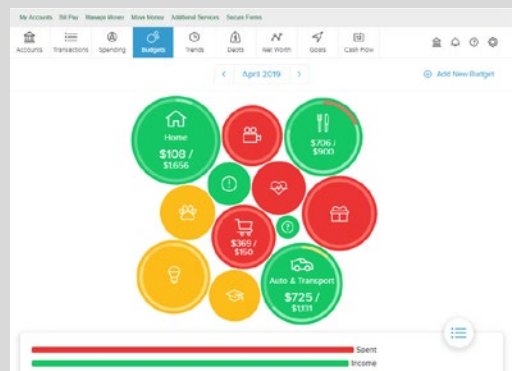 My Accounts Bill Pay Manage Money Move Money Additional Services Secure Forms
Accounts Transactions Spending Budgets Trends Debts Net Worth Goals Cash Flow
< April 2019 >
Add New Budget
Home
$108 /
$1,656
$706 /
$900
$369 /
$150
Auto & Transport
$725 /
$1,131
Spent
Income